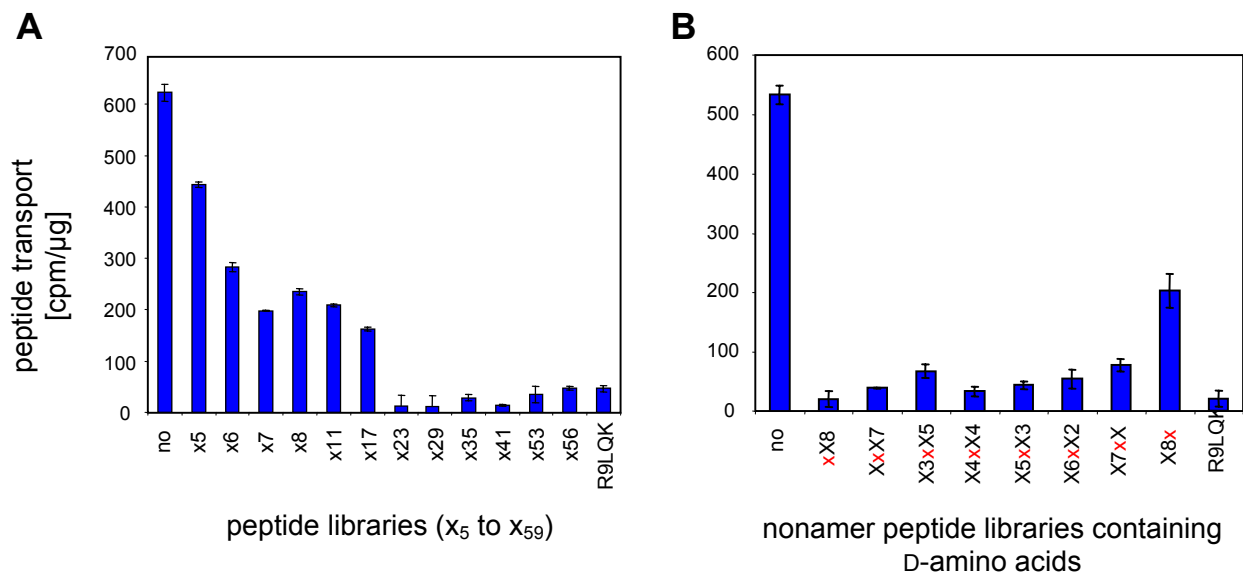 A
700
600
500
400
300
200
100
0
peptide transport
[cpm/µg]
no
x5
x6
x7
x8
x11
x17
x23
x29
x35
x41
x53
x56
R9LQK
peptide libraries (x5 to x59)
B
600
500
400
300
200
100
0
no
xX8
XxX7
X3xX5
X4xX4
X5xX3
X6xX2
X7xX
X8x
R9LQK
nonamer peptide libraries containing
D-amino acids